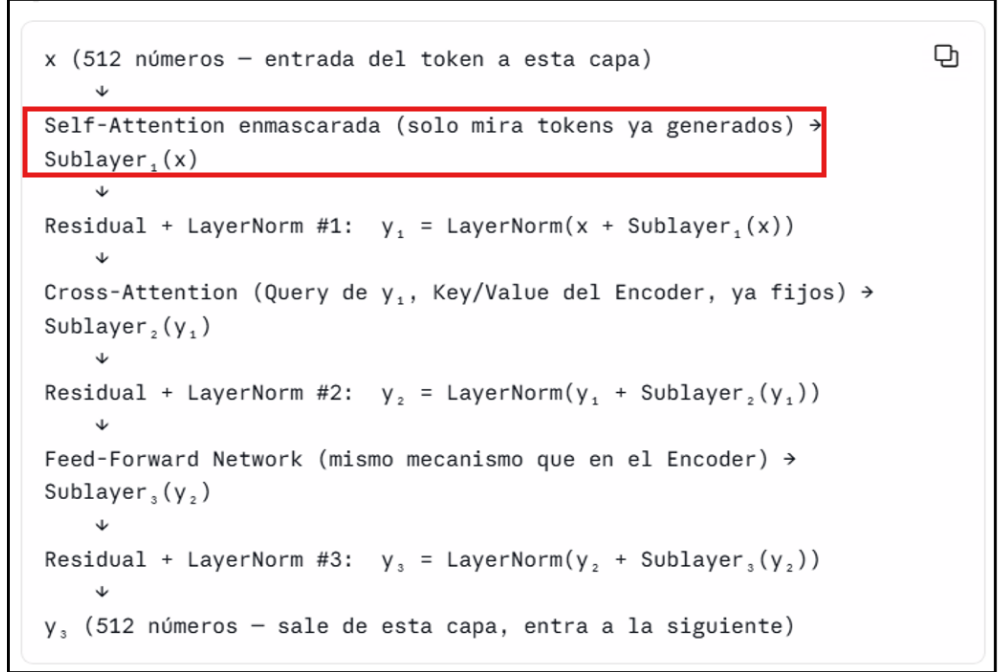 x (512 números — entrada del token a esta capa)
↓
Self-Attention enmascarada (solo mira tokens ya generados) →
Sublayer₁(x)
↓
Residual + LayerNorm #1:  y₁ = LayerNorm(x + Sublayer₁(x))
↓
Cross-Attention (Query de y₁, Key/Value del Encoder, ya fijos) →
Sublayer₂(y₁)
↓
Residual + LayerNorm #2:  y₂ = LayerNorm(y₁ + Sublayer₂(y₁))
↓
Feed-Forward Network (mismo mecanismo que en el Encoder) →
Sublayer₃(y₂)
↓
Residual + LayerNorm #3:  y₃ = LayerNorm(y₂ + Sublayer₃(y₂))
↓
y₃ (512 números — sale de esta capa, entra a la siguiente)